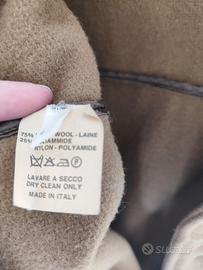 75% WOOL-LAINE
25%
NYLON - POLYAMIDE
LAVARE A SECCO
DRY CLEAN ONLY
MADE IN ITALY
SUBITO